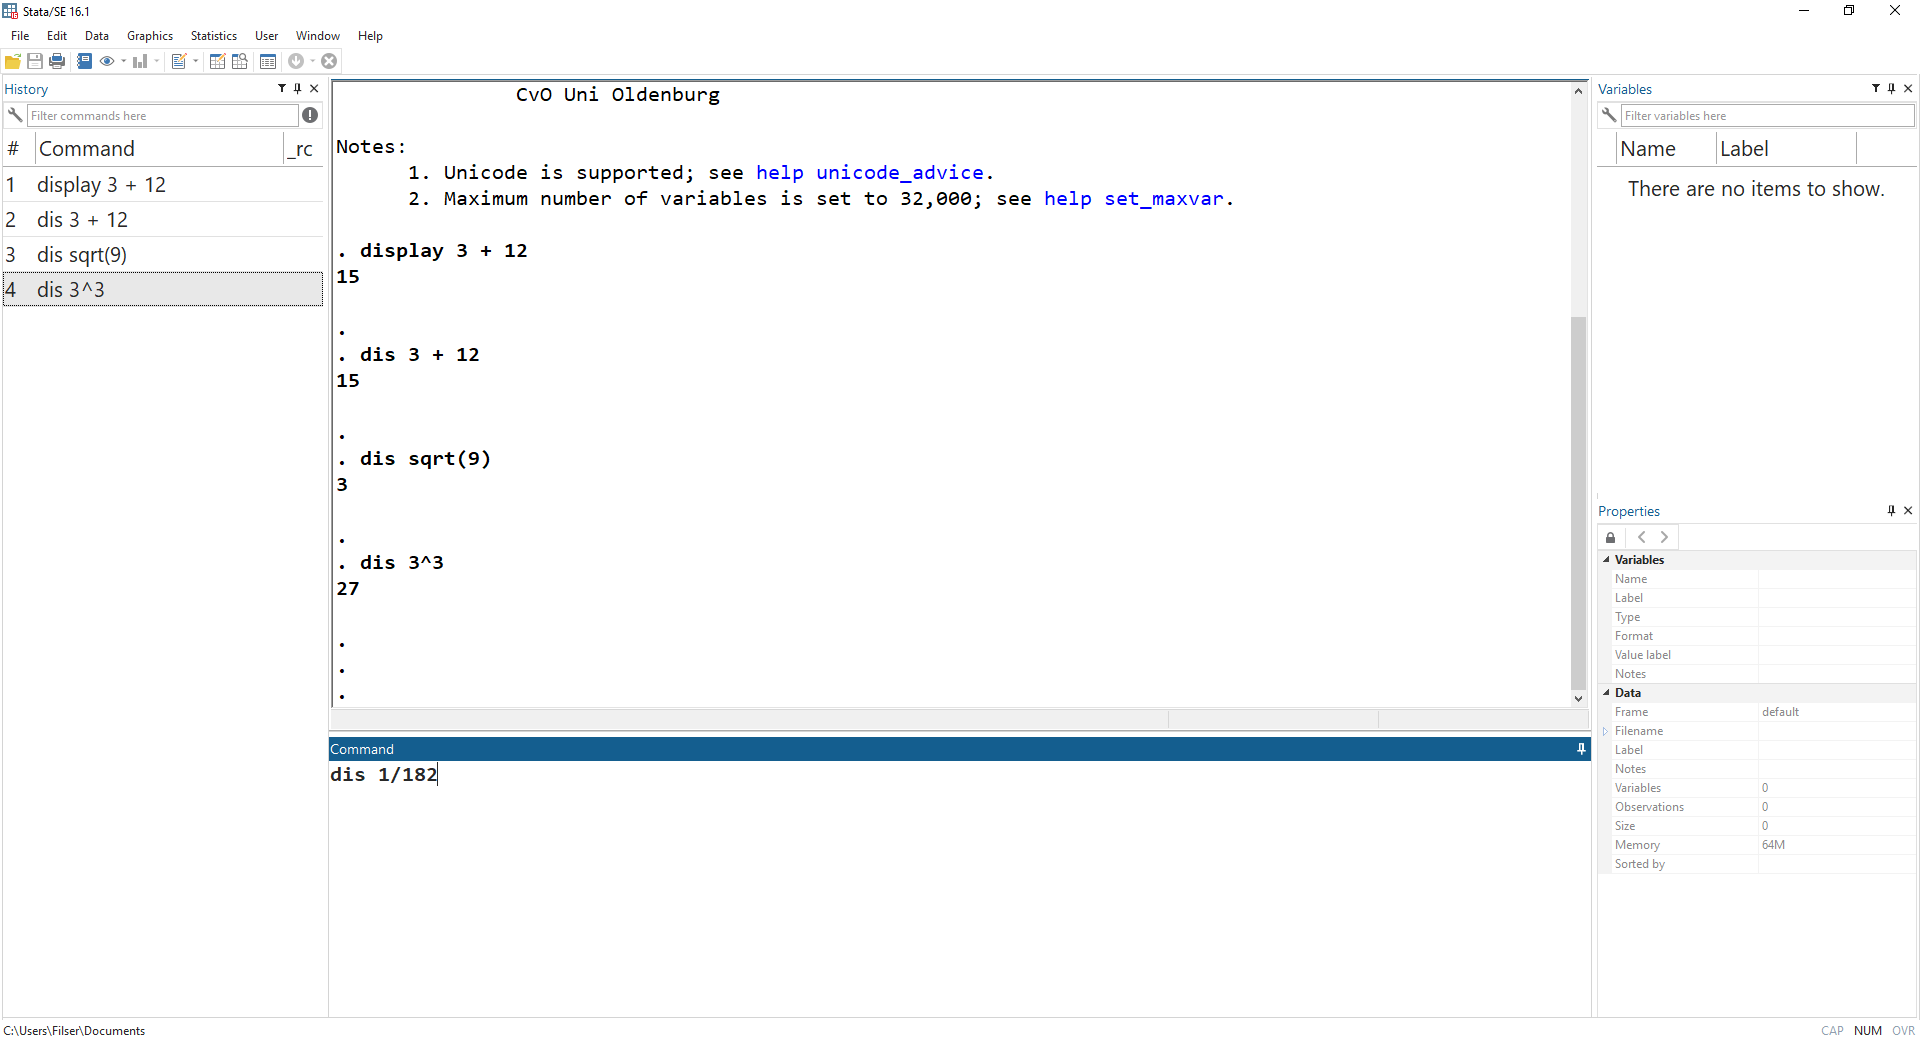 Stata/SE 16.1
File Edit Data Graphics Statistics User Window Help
History
Filter commands here
# Command _rc
1 display 3 + 12
2 dis 3 + 12
3 dis sqrt(9)
4 dis 3^3
CvO Uni Oldenburg
Notes:
1. Unicode is supported; see help unicode_advice.
2. Maximum number of variables is set to 32,000; see help set_maxvar.
. display 3 + 12
15
.
. dis 3 + 12
15
.
. dis sqrt(9)
3
.
. dis 3^3
27
.
.
.
Command
dis 1/182
Variables
Filter variables here
Name Label
There are no items to show.
Properties
Variables
Name
Label
Type
Format
Value label
Notes
Data
Frame default
Filename
Label
Notes
Variables 0
Observations 0
Size 0
Memory 64M
Sorted by
C:\Users\Filser\Documents
CAP NUM OVR